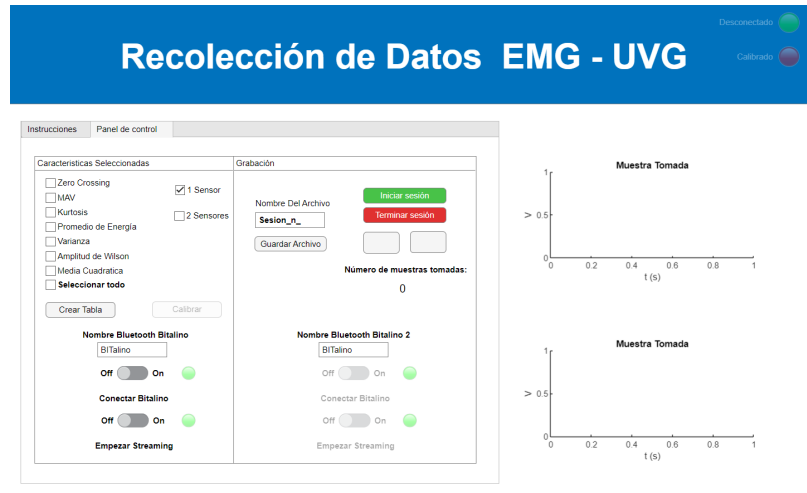 Desconectado
Recolección de Datos EMG - UVG
Calibrado
Instrucciones Panel de control
Caracteristicas Seleccionadas
Zero Crossing
MAV
Kurtosis
Promedio de Energía
Varianza
Amplitud de Wilson
Media Cuadratica
Seleccionar todo
1 Sensor
2 Sensores
Crear Tabla
Calibrar
Nombre Bluetooth Bitalino
BITalino
Off On
Conectar Bitalino
Off On
Empezar Streaming
Grabación
Nombre Del Archivo
Sesion_n_
Guardar Archivo
Iniciar sesión
Terminar sesión
Número de muestras tomadas:
0
Nombre Bluetooth Bitalino 2
BITalino
Off On
Conectar Bitalino
Off On
Empezar Streaming
Muestra Tomada
1
0.5
0
V
0 0.2 0.4 0.6 0.8 1
t (s)
Muestra Tomada
1
0.5
0
V
0 0.2 0.4 0.6 0.8 1
t (s)